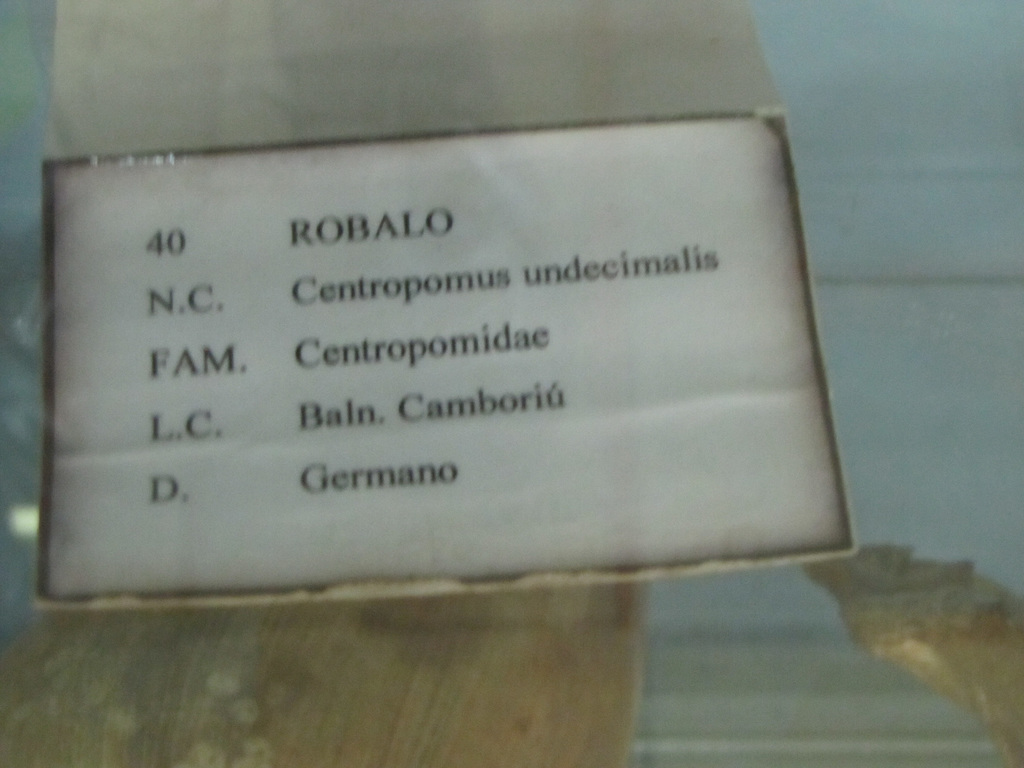 40 ROBALO
N.C. Centropomus undecimalis
FAM. Centropomidae
L.C. Baln. Camboriú
D. Germano